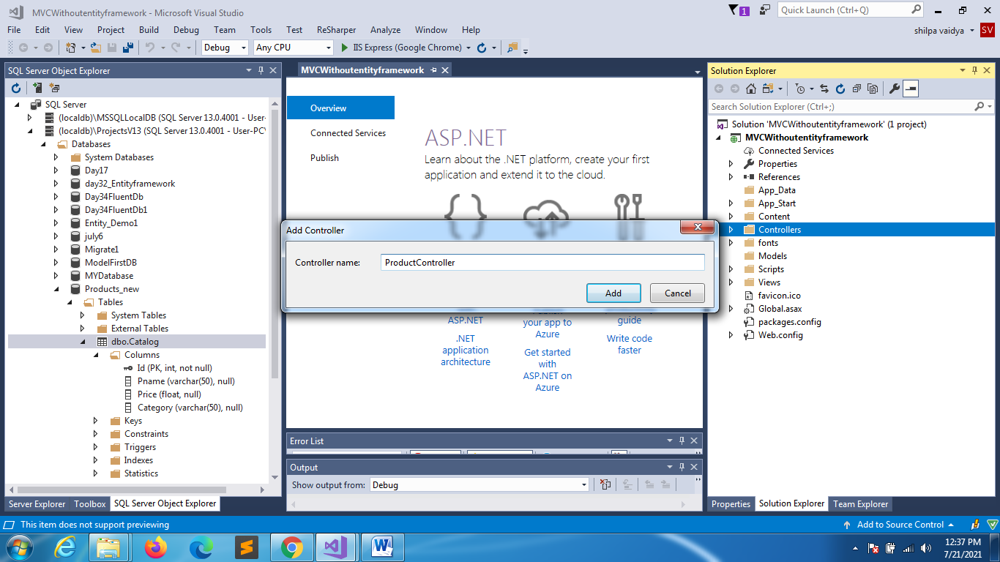 MVCWithoutentityframework - Microsoft Visual Studio
1
Quick Launch (Ctrl+Q)
File Edit View Project Build Debug Team Tools Test ReSharper Analyze Window Help
shilpa vaidya SV
Debug Any CPU IIS Express (Google Chrome)
SQL Server Object Explorer
SQL Server
(localdb)\MSSQLLocalDB (SQL Server 13.0.4001 - User-
(localdb)\ProjectsV13 (SQL Server 13.0.4001 - User-PC\
Databases
System Databases
Day17
day32_Entityframework
Day34FluentDb
Day34FluentDb1
Entity_Demo1
july6
Migrate1
ModelFirstDB
MYDatabase
Products_new
Tables
System Tables
External Tables
dbo.Catalog
Columns
Id (PK, int, not null)
Pname (varchar(50), null)
Price (float, null)
Category (varchar(50), null)
Keys
Constraints
Triggers
Indexes
Statistics
Server Explorer Toolbox SQL Server Object Explorer
MVCWithoutentityframework
Overview
Connected Services
Publish
ASP.NET
Learn about the .NET platform, create your first
application and extend it to the cloud.
Add Controller
Controller name: ProductController
Add Cancel
ASP.NET
.NET
application
architecture
your app to
Azure
Get started
with
ASP.NET on
Azure
guide
Write code
faster
Error List
Output
Show output from: Debug
Solution Explorer
Search Solution Explorer (Ctrl+;)
Solution 'MVCWithoutentityframework' (1 project)
MVCWithoutentityframework
Connected Services
Properties
References
App_Data
App_Start
Content
Controllers
fonts
Models
Scripts
Views
favicon.ico
Global.asax
packages.config
Web.config
Properties Solution Explorer Team Explorer
This item does not support previewing
Add to Source Control
12:37 PM
7/21/2021